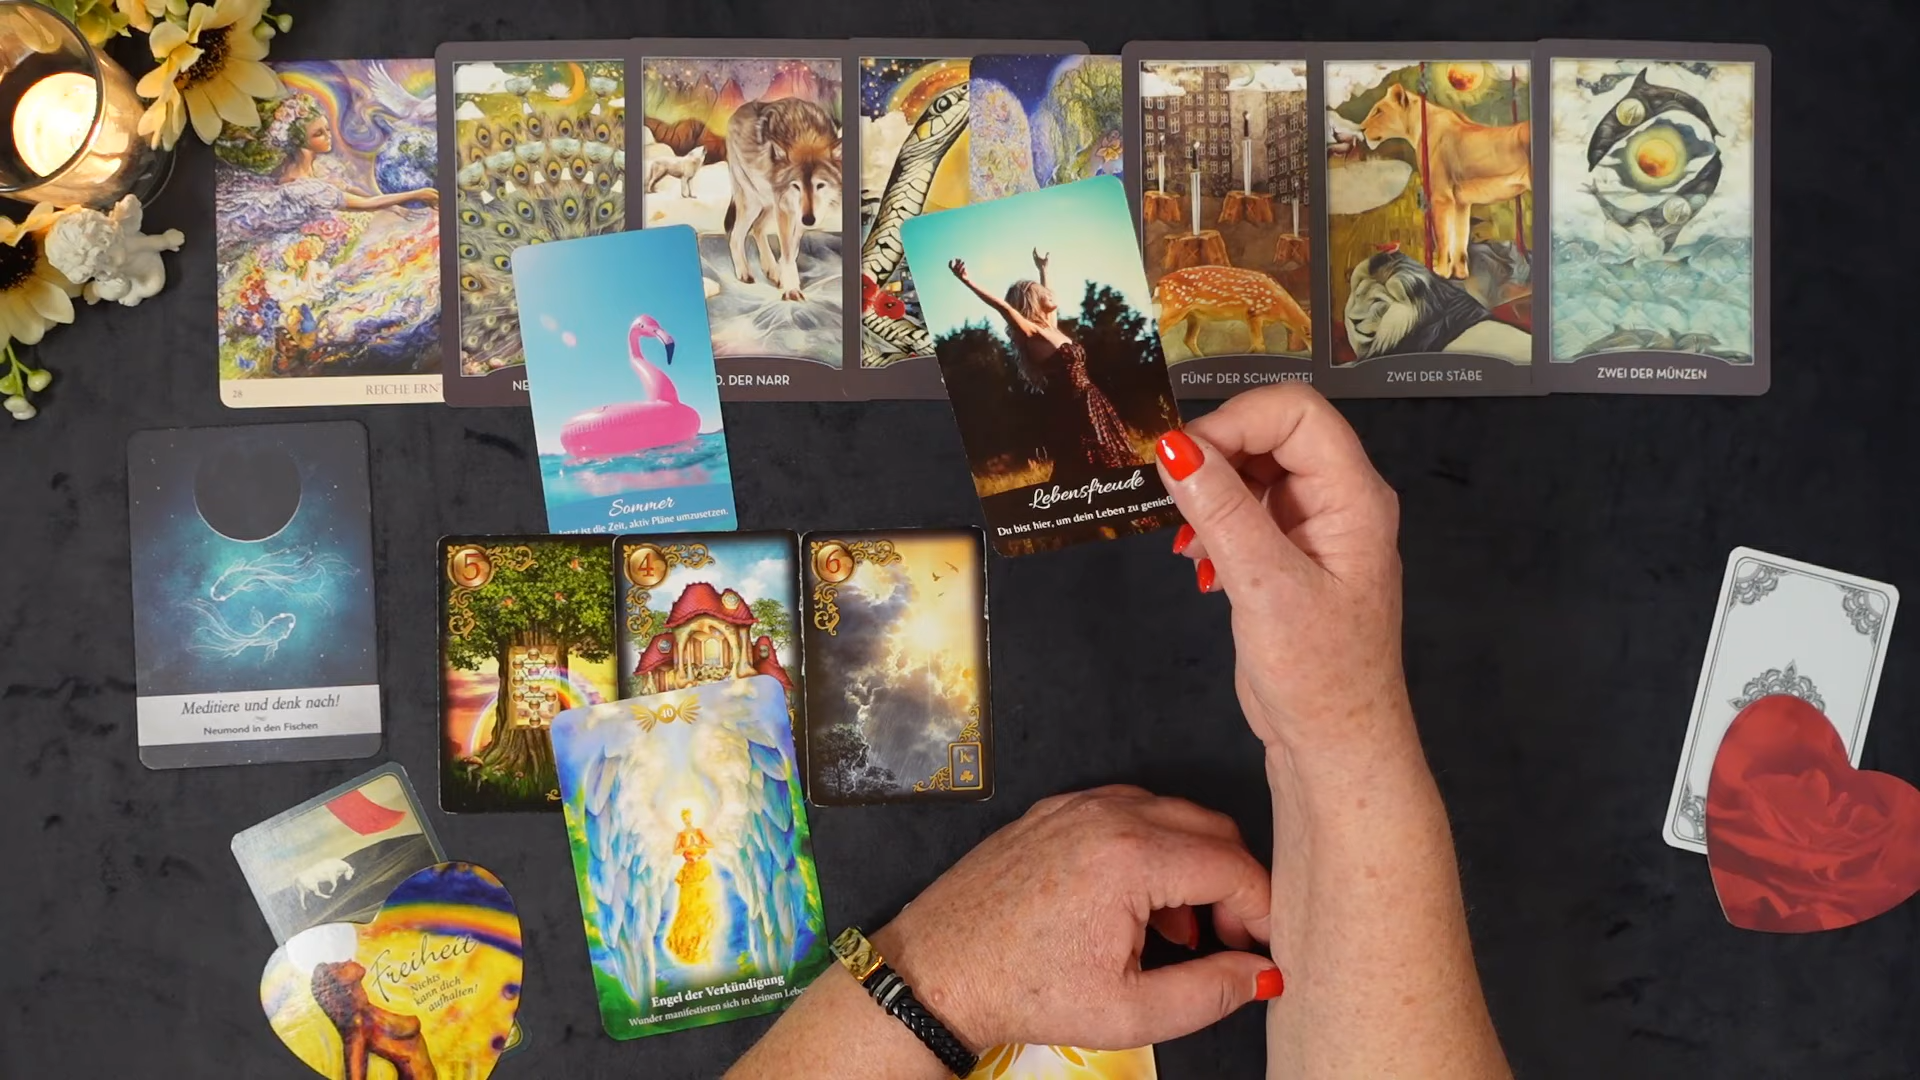 28
REICHE ERN
NE
0. DER NARR
FÜNF DER SCHWERTER
ZWEI DER STÄBE
ZWEI DER MÜNZEN
Sommer
Jetzt ist die Zeit, aktiv Pläne umzusetzen.
Lebensfreude
Du bist hier, um dein Leben zu genieß
Meditiere und denk nach!
Neumond in den Fischen
5
4
6
K
40
Engel der Verkündigung
Wunder manifestieren sich in deinem Lebe
Freiheit
Nichts
kann dich
aufhalten!